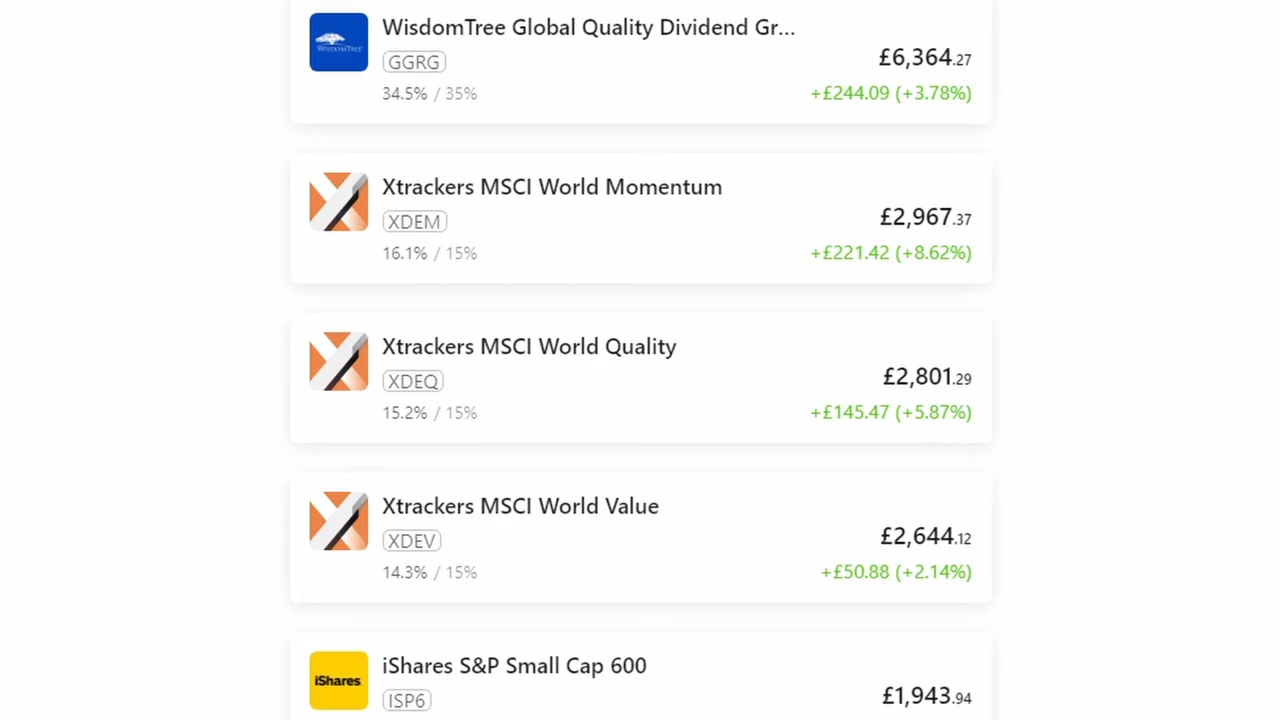 WisdomTree Global Quality Dividend Gr...
WISDOMTREE
GGRG
£6,364.27
34.5% / 35%
+£244.09 (+3.78%)
Xtrackers MSCI World Momentum
XDEM
£2,967.37
16.1% / 15%
+£221.42 (+8.62%)
Xtrackers MSCI World Quality
XDEQ
£2,801.29
15.2% / 15%
+£145.47 (+5.87%)
Xtrackers MSCI World Value
XDEV
£2,644.12
14.3% / 15%
+£50.88 (+2.14%)
iShares S&P Small Cap 600
iShares.
ISP6
£1,943.94